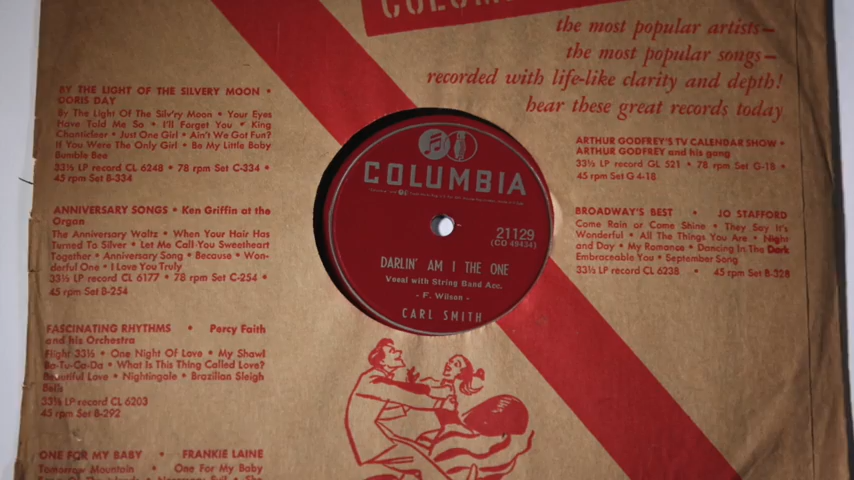 the most popular artists—
the most popular songs—
recorded with life-like clarity and depth!
hear these great records today
BY THE LIGHT OF THE SILVERY MOON •
DORIS DAY
By The Light Of The Silv'ry Moon • Your Eyes
Have Told Me So • I'll Forget You • King
Chanticleer • Just One Girl • Ain't We Got Fun?
If You Were The Only Girl • Be My Little Baby
Bumble Bee
33⅓ LP record CL 6248 • 78 rpm Set C-334 •
45 rpm Set B-334
ANNIVERSARY SONGS • Ken Griffin at the
Organ
The Anniversary Waltz • When Your Hair Has
Turned To Silver • Let Me Call You Sweetheart
Together • Anniversary Song • Because • Won-
derful One • I Love You Truly
33⅓ LP record CL 6177 • 78 rpm Set C-254 •
45 rpm Set B-254
FASCINATING RHYTHMS • Percy Faith
and his Orchestra
Flight 33⅓ • One Night Of Love • My Shawl
Ba-Tu-Ca-Da • What Is This Thing Called Love?
Beautiful Love • Nightingale • Brazilian Sleigh
Bells
33⅓ LP record CL 6203
45 rpm Set B-292
ONE FOR MY BABY • FRANKIE LAINE
Tomorrow Mountain • One For My Baby
COLUMBIA
21129
(CO 49434)
DARLIN' AM I THE ONE
Vocal with String Band Acc.
- F. Wilson -
CARL SMITH
ARTHUR GODFREY'S TV CALENDAR SHOW •
ARTHUR GODFREY and his gang
33⅓ LP record GL 521 • 78 rpm Set G-18 •
45 rpm Set G 4-18
BROADWAY'S BEST • JO STAFFORD
Come Rain or Come Shine • They Say It's
Wonderful • All The Things You Are • Night
and Day • My Romance • Dancing In The Dark
Embraceable You • September Song
33⅓ LP record CL 6238 • 45 rpm Set B-328